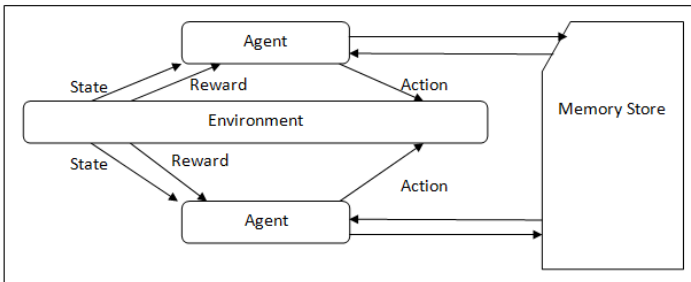 Agent
State
Reward
Action
Environment
Memory Store
State
Reward
Action
Agent